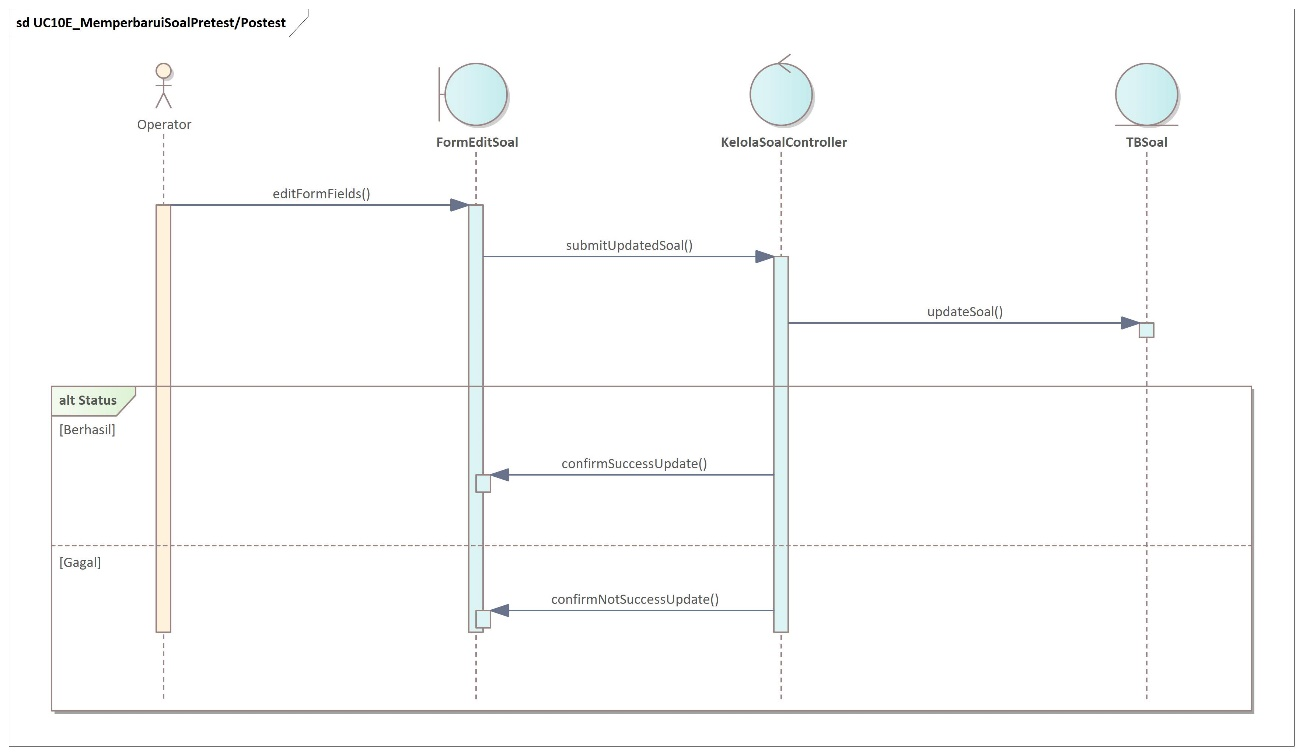 sd UC10E_MemperbaruiSoalPretest/Postest
Operator
FormEditSoal
KelolaSoalController
TBSoal
editFormFields()
submitUpdatedSoal()
updateSoal()
alt Status
[Berhasil]
confirmSuccessUpdate()
[Gagal]
confirmNotSuccessUpdate()